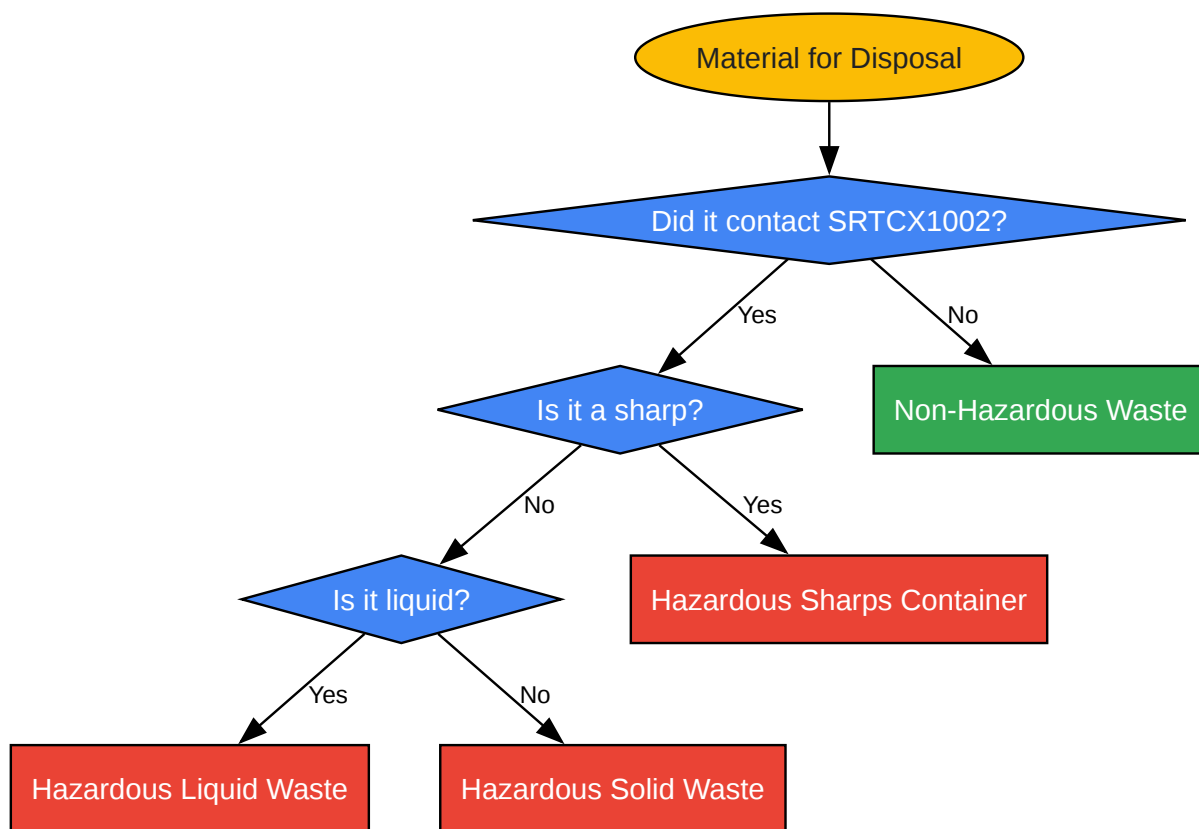 Material for Disposal
Did it contact SRTCX1002?
Yes
No
Is it a sharp?
Non-Hazardous Waste
No
Yes
Is it liquid?
Hazardous Sharps Container
Yes
No
Hazardous Liquid Waste
Hazardous Solid Waste